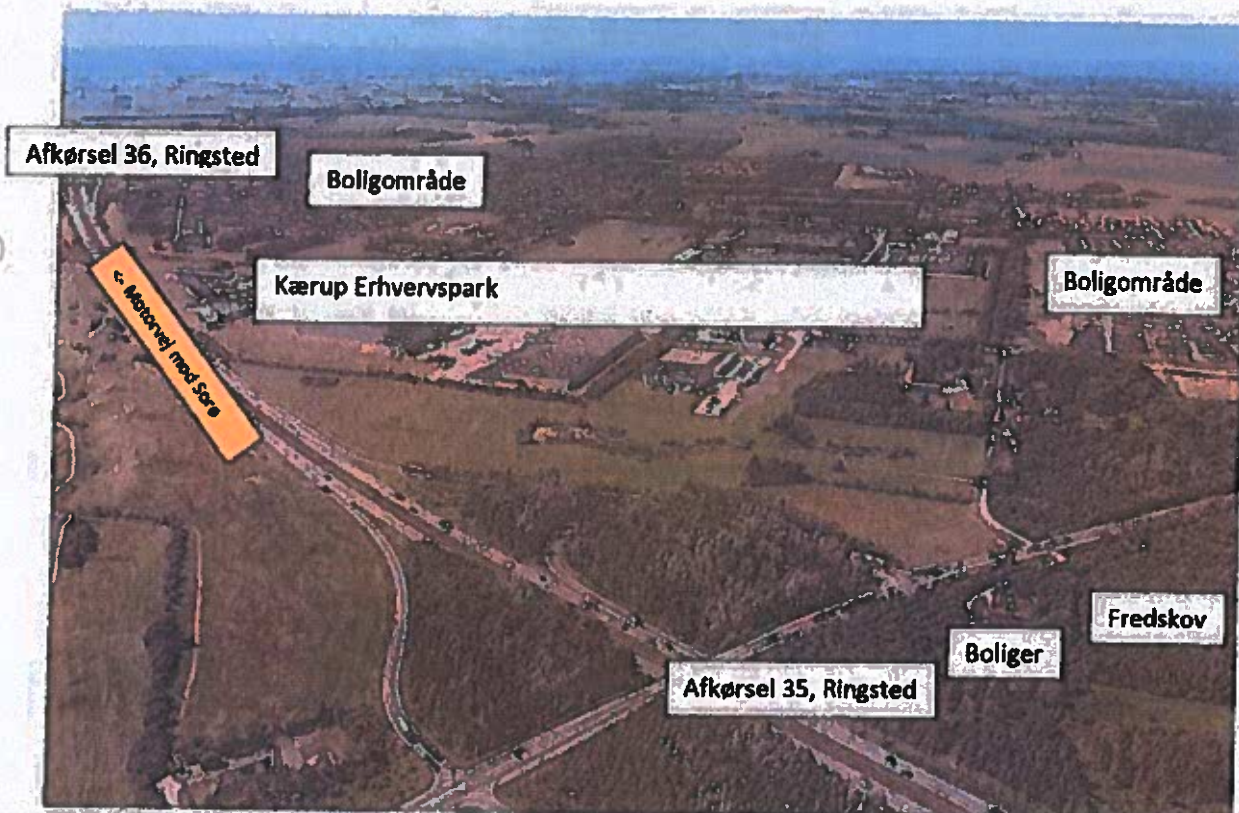 Afkørsel 36, Ringsted
Boligområde
Kærup Erhvervspark
Boligområde
<- Motorvej mod Sorø
Fredskov
Boliger
Afkørsel 35, Ringsted